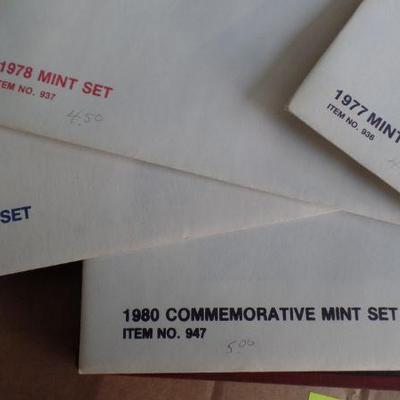 1978 MINT SET
ITEM NO. 937
4.50
1977 MINT
ITEM NO. 936
SET
1980 COMMEMORATIVE MINT SET
ITEM NO. 947
5.00